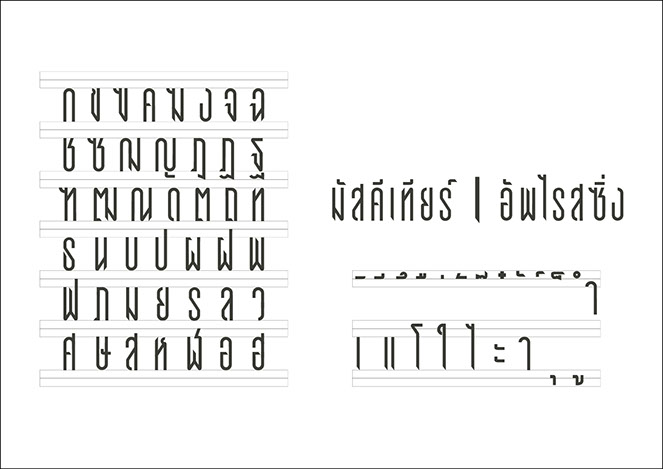 ก ข ฃ ค ฆ ง จ ฉ
ช ซ ฌ ญ ฎ ฏ ฐ
ฑ ฒ ณ ด ต ถ ท
ธ น บ ป ผ ฝ พ
ฟ ภ ม ย ร ล ว
ศ ษ ส ห ฬ อ ฮ
มัสคีเทียร์ | อัพไรสซิ่ง
ำ
เ แ โ ใ ไ ะ า ุ ู